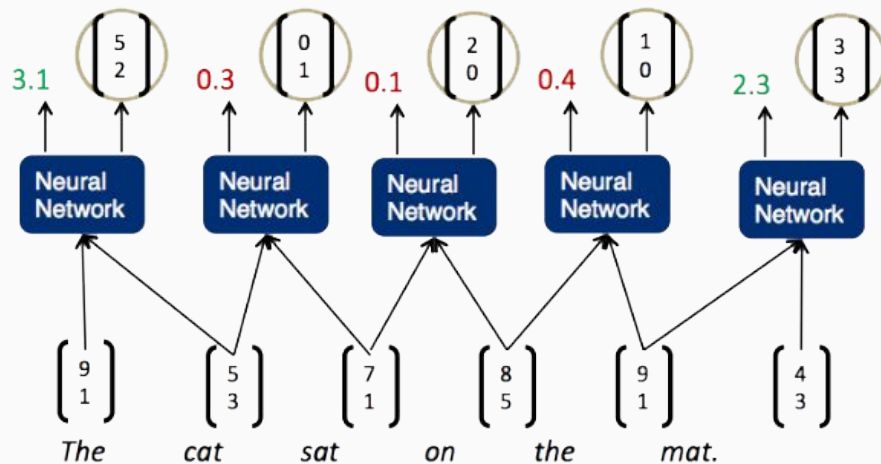 5 0 2 1 3
2 1 0 0 3
3.1 0.3 0.1 0.4 2.3
Neural Neural Neural Neural Neural
Network Network Network Network Network
9 5 7 8 9 4
1 3 1 5 1 3
The cat sat on the mat.